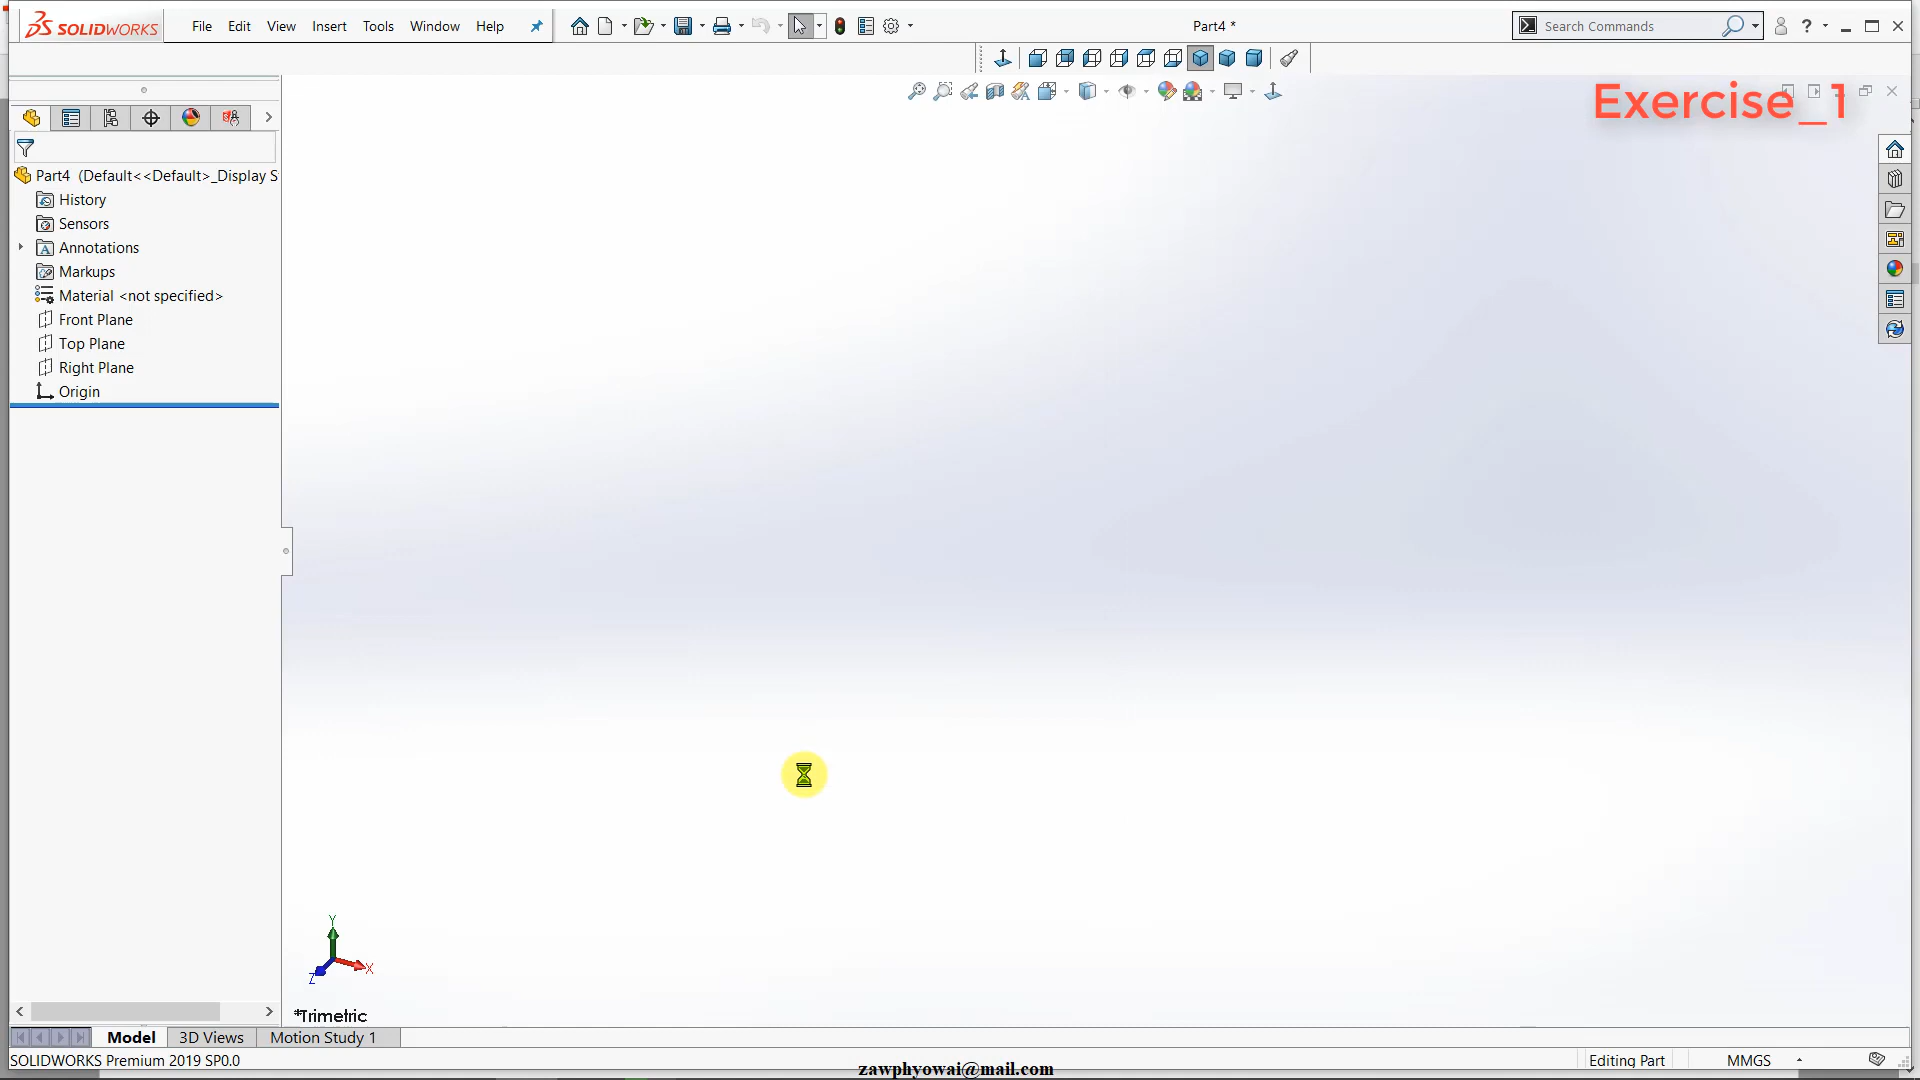 SOLIDWORKS File Edit View Insert Tools Window Help Part4 * Search Commands ?
Exercise_1
Part4 (Default<<Default>_Display S
History
Sensors
Annotations
Markups
Material <not specified>
Front Plane
Top Plane
Right Plane
Origin
Y
X
Z
*Trimetric
Model 3D Views Motion Study 1
SOLIDWORKS Premium 2019 SP0.0 Editing Part MMGS
zawphyowai@mail.com